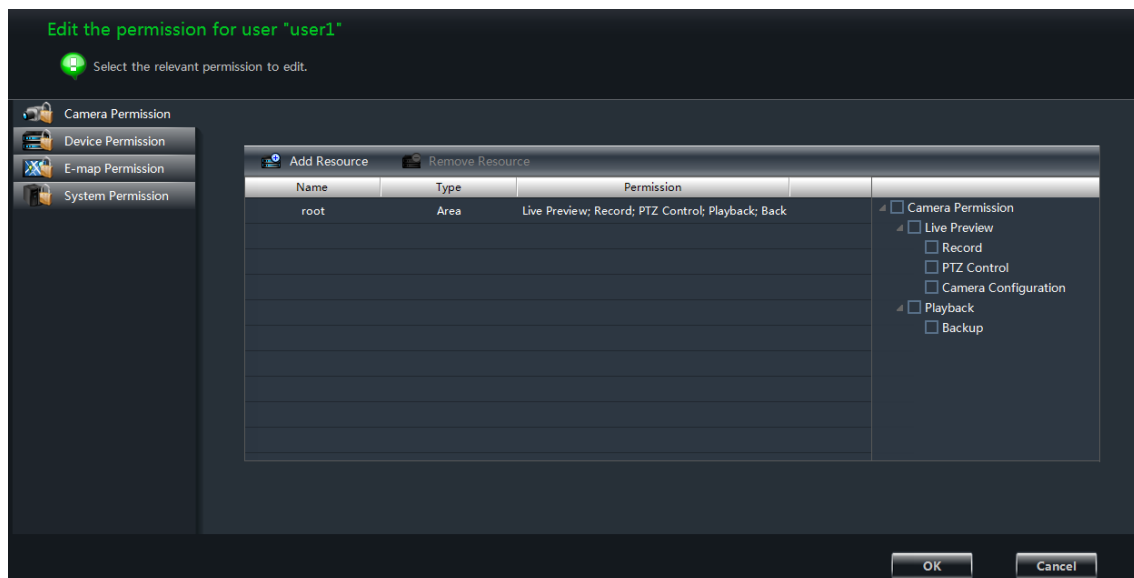 Edit the permission for user "user1"
Select the relevant permission to edit.
Camera Permission
Device Permission
E-map Permission
System Permission
Add Resource Remove Resource
Name Type Permission
root Area Live Preview; Record; PTZ Control; Playback; Back
Camera Permission
Live Preview
Record
PTZ Control
Camera Configuration
Playback
Backup
OK Cancel